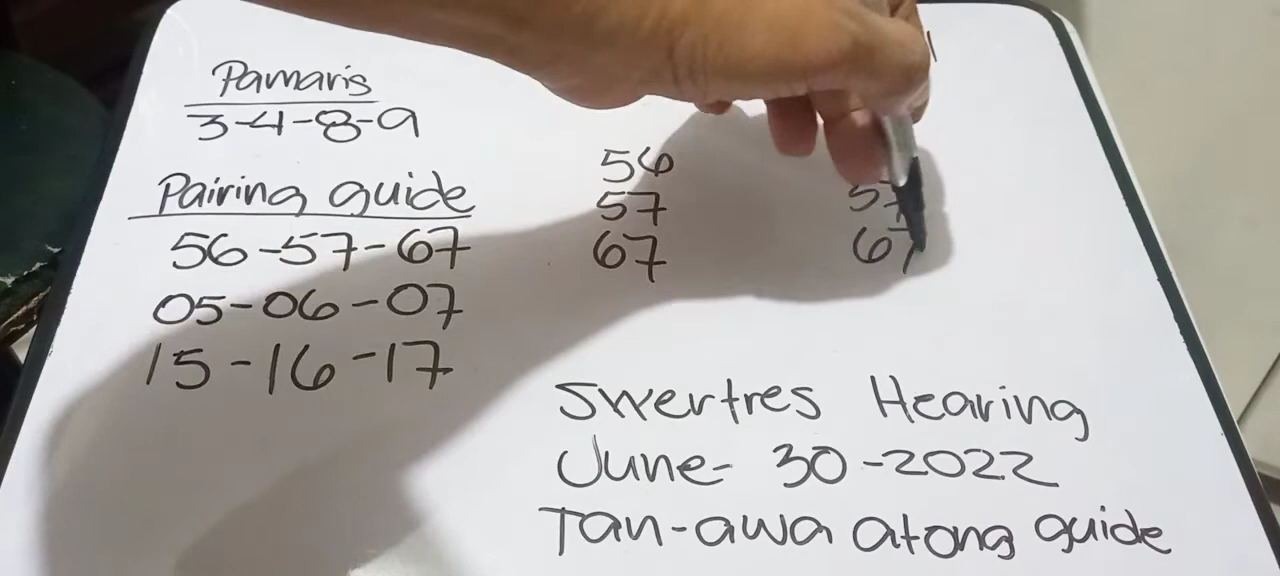 Pamaris
3-4-8-9
Pairing guide
56-57-67
05-06-07
15-16-17
56
57
67
57
67
Swertres Hearing
June- 30-2022
Tan-awa atong guide